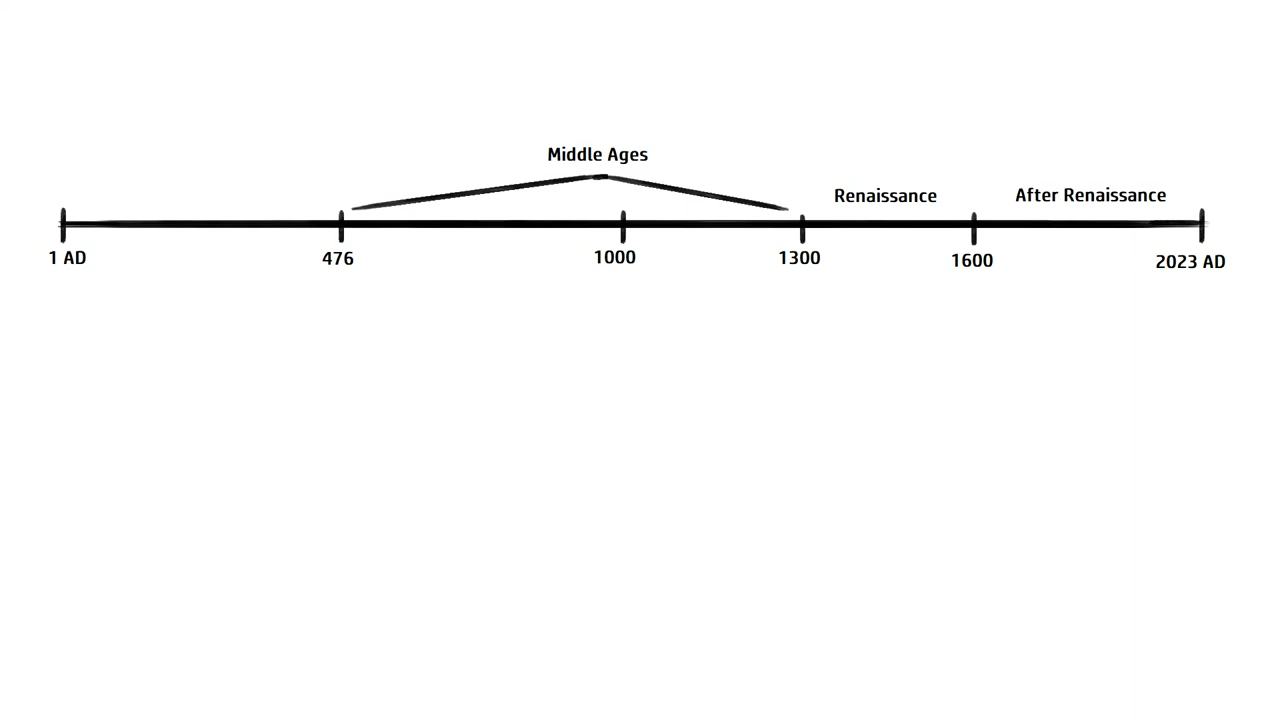 Middle Ages
Renaissance
After Renaissance
1 AD
476
1000
1300
1600
2023 AD